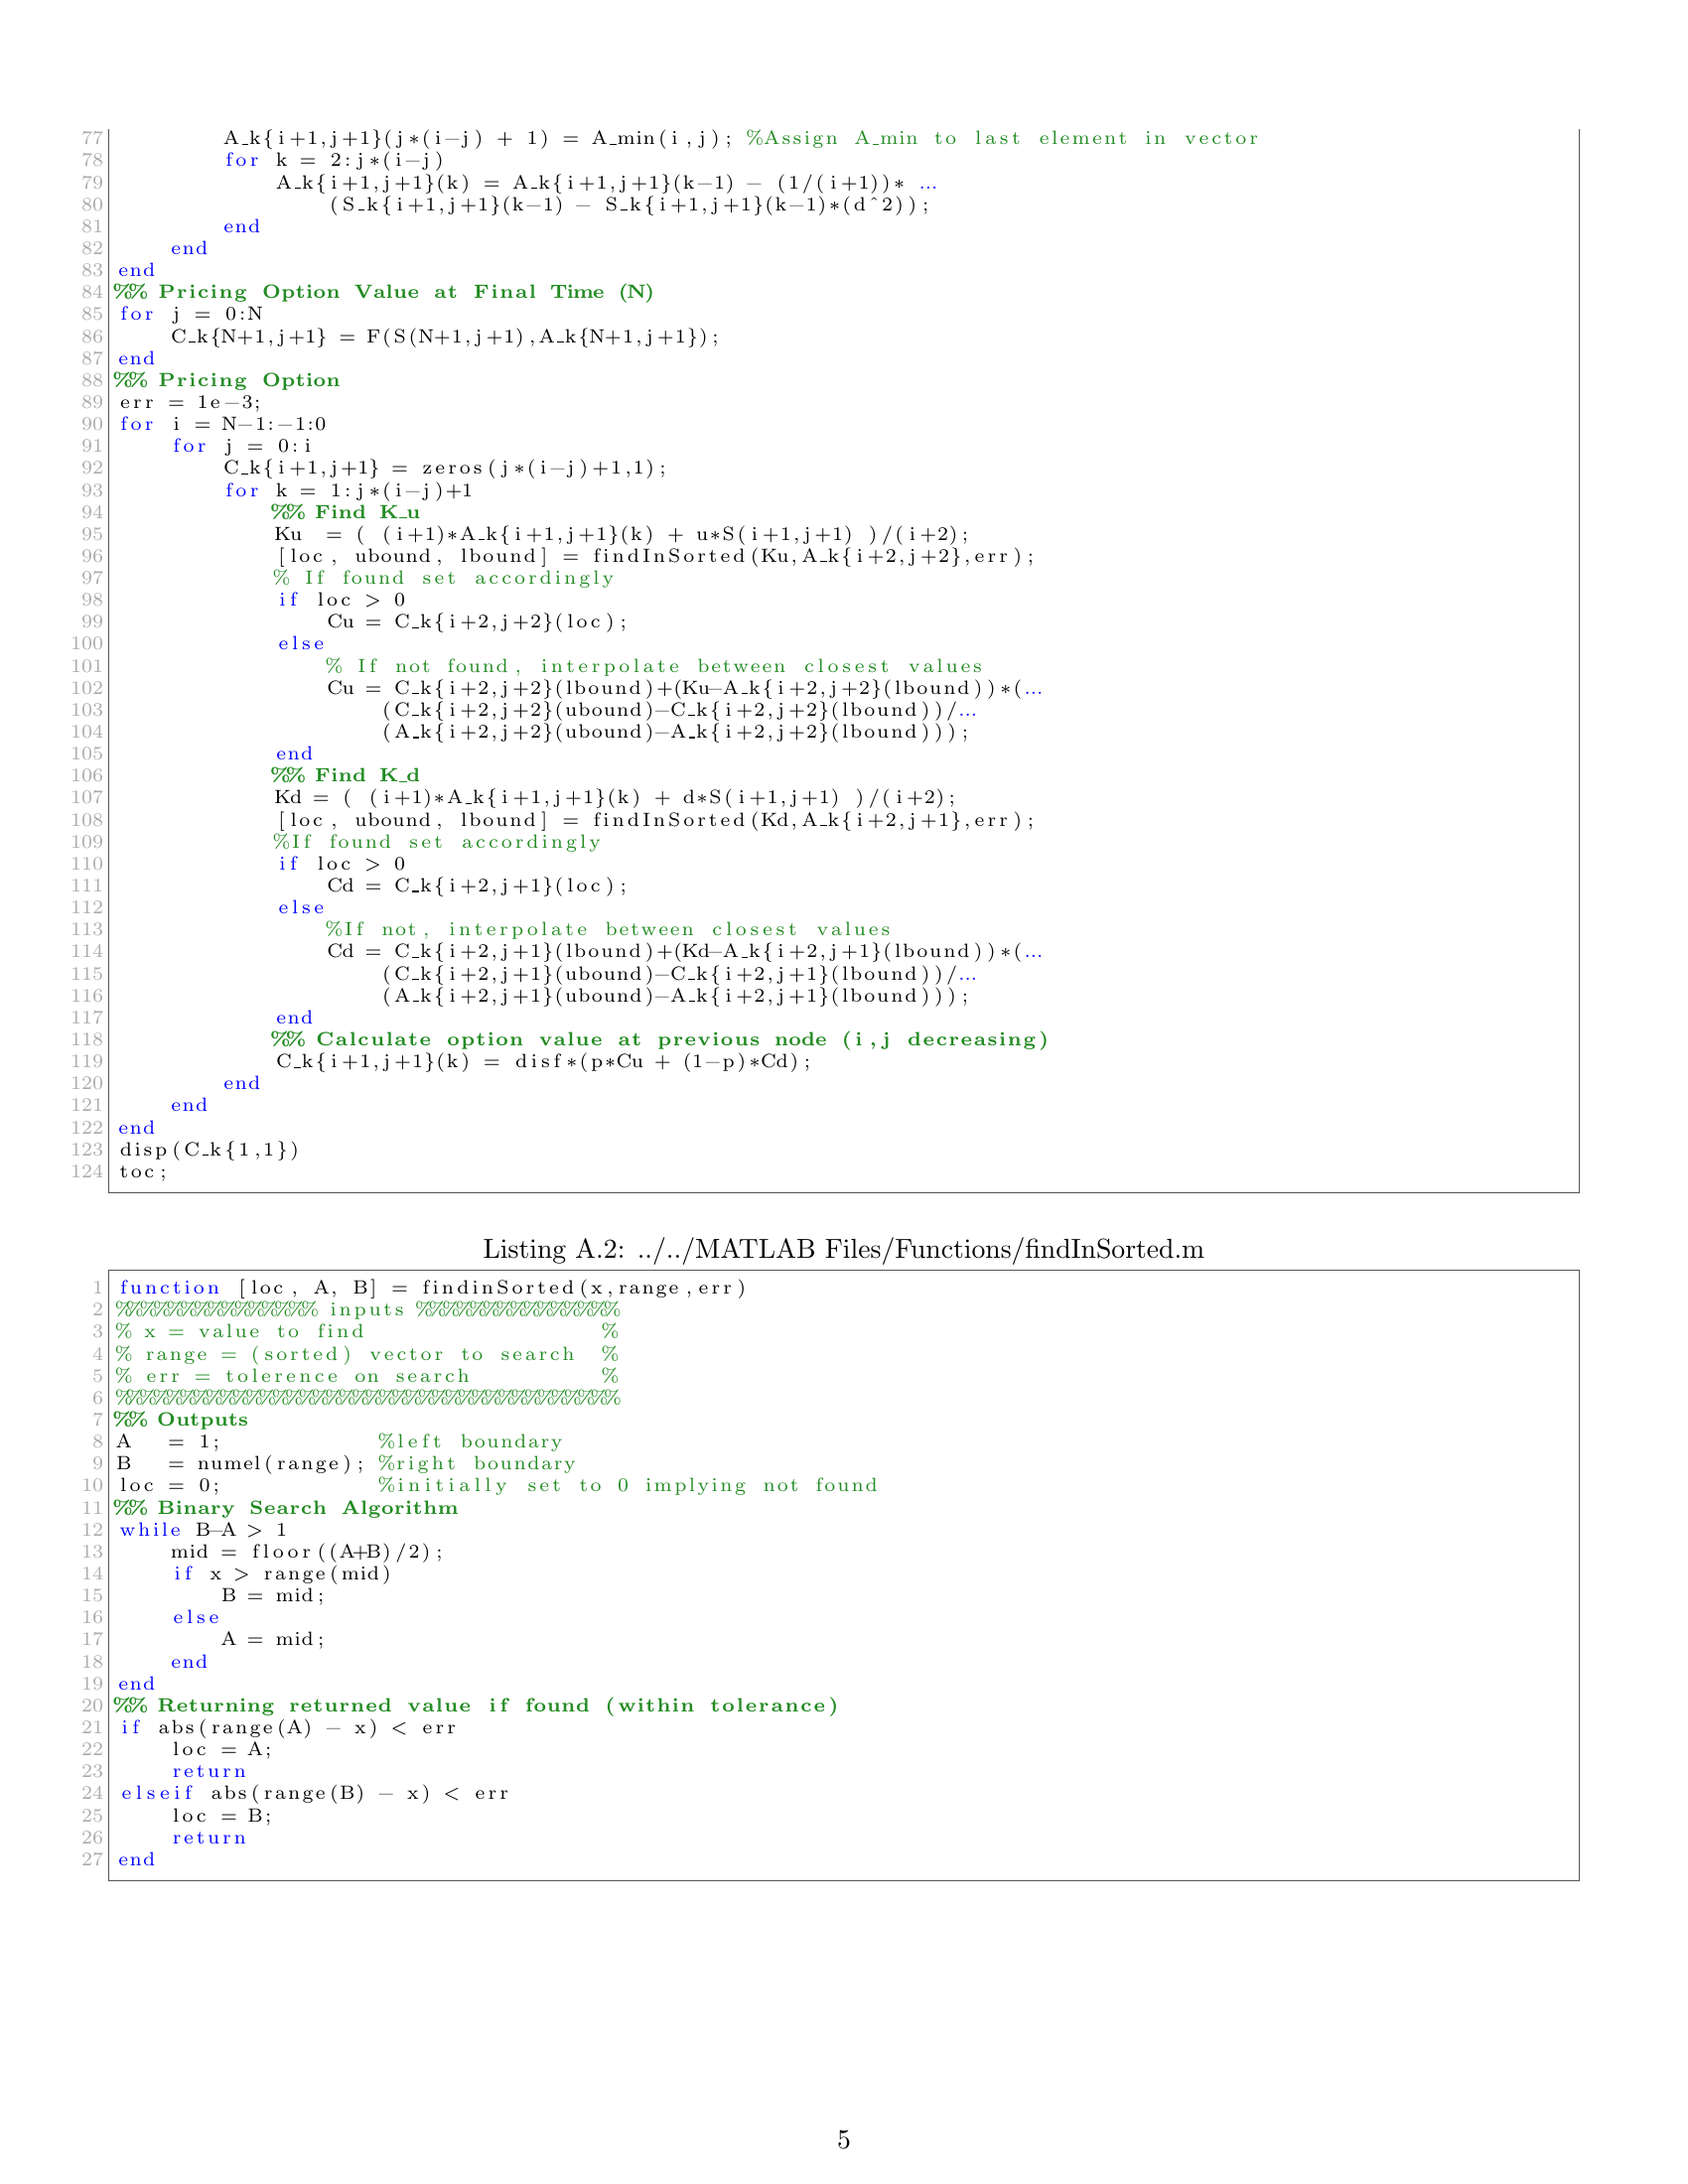 77 A_k{i+1,j+1}(j*(i-j) + 1) = A_min(i,j); %Assign A_min to last element in vector
78 for k = 2:j*(i-j)
79 A_k{i+1,j+1}(k) = A_k{i+1,j+1}(k-1) - (1/(i+1))* ...
80 (S_k{i+1,j+1}(k-1) - S_k{i+1,j+1}(k-1)*(d^2));
81 end
82 end
83 end
84 %% Pricing Option Value at Final Time (N)
85 for j = 0:N
86 C_k{N+1,j+1} = F(S(N+1,j+1),A_k{N+1,j+1});
87 end
88 %% Pricing Option
89 err = 1e-3;
90 for i = N-1:-1:0
91 for j = 0:i
92 C_k{i+1,j+1} = zeros(j*(i-j)+1,1);
93 for k = 1:j*(i-j)+1
94 %% Find K_u
95 Ku = ( (i+1)*A_k{i+1,j+1}(k) + u*S(i+1,j+1) )/(i+2);
96 [loc, ubound, lbound] = findInSorted(Ku,A_k{i+2,j+2},err);
97 % If found set accordingly
98 if loc > 0
99 Cu = C_k{i+2,j+2}(loc);
100 else
101 % If not found, interpolate between closest values
102 Cu = C_k{i+2,j+2}(lbound)+(Ku-A_k{i+2,j+2}(lbound))*(...
103 (C_k{i+2,j+2}(ubound)-C_k{i+2,j+2}(lbound))/...
104 (A_k{i+2,j+2}(ubound)-A_k{i+2,j+2}(lbound)));
105 end
106 %% Find K_d
107 Kd = ( (i+1)*A_k{i+1,j+1}(k) + d*S(i+1,j+1) )/(i+2);
108 [loc, ubound, lbound] = findInSorted(Kd,A_k{i+2,j+1},err);
109 %If found set accordingly
110 if loc > 0
111 Cd = C_k{i+2,j+1}(loc);
112 else
113 %If not, interpolate between closest values
114 Cd = C_k{i+2,j+1}(lbound)+(Kd-A_k{i+2,j+1}(lbound))*(...
115 (C_k{i+2,j+1}(ubound)-C_k{i+2,j+1}(lbound))/...
116 (A_k{i+2,j+1}(ubound)-A_k{i+2,j+1}(lbound)));
117 end
118 %% Calculate option value at previous node (i,j decreasing)
119 C_k{i+1,j+1}(k) = disf*(p*Cu + (1-p)*Cd);
120 end
121 end
122 end
123 disp(C_k{1,1})
124 toc;
Listing A.2: ../../MATLAB Files/Functions/findInSorted.m
1 function [loc, A, B] = findinSorted(x,range,err)
2 %%%%%%%%%%%%%%% inputs %%%%%%%%%%%%%%%
3 % x = value to find %
4 % range = (sorted) vector to search %
5 % err = tolerence on search %
6 %%%%%%%%%%%%%%%%%%%%%%%%%%%%%%%%%%%%%%
7 %% Outputs
8 A = 1; %left boundary
9 B = numel(range); %right boundary
10 loc = 0; %initially set to 0 implying not found
11 %% Binary Search Algorithm
12 while B-A > 1
13 mid = floor((A+B)/2);
14 if x > range(mid)
15 B = mid;
16 else
17 A = mid;
18 end
19 end
20 %% Returning returned value if found (within tolerance)
21 if abs(range(A) - x) < err
22 loc = A;
23 return
24 elseif abs(range(B) - x) < err
25 loc = B;
26 return
27 end
5